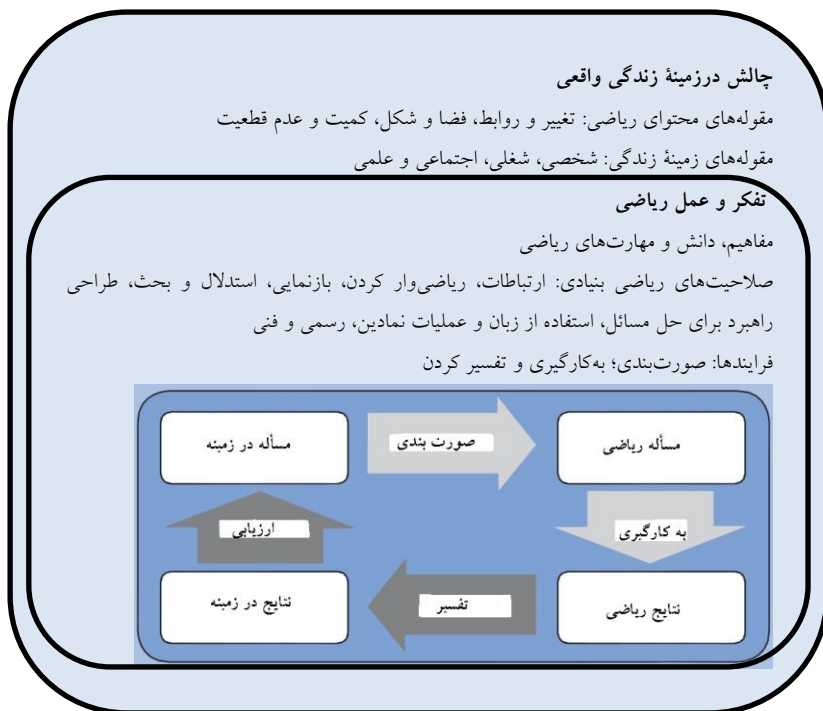 چالش درزمینۀ زندگی واقعی
مقوله‌های محتوای ریاضی: تغییر و روابط، فضا و شکل، کمیت و عدم قطعیت
مقوله‌های زمینۀ زندگی: شخصی، شغلی، اجتماعی و علمی
تفکر و عمل ریاضی
مفاهیم، دانش و مهارت‌های ریاضی
صلاحیت‌های ریاضی بنیادی: ارتباطات، ریاضی‌وار کردن، بازنمایی، استدلال و بحث، طراحی
راهبرد برای حل مسائل، استفاده از زبان و عملیات نمادین، رسمی و فنی
فرایندها: صورت‌بندی؛ به‌کارگیری و تفسیر کردن
مسأله در زمینه
صورت بندی
مسأله ریاضی
به کارگیری
نتایج ریاضی
تفسیر
نتایج در زمینه
ارزیابی